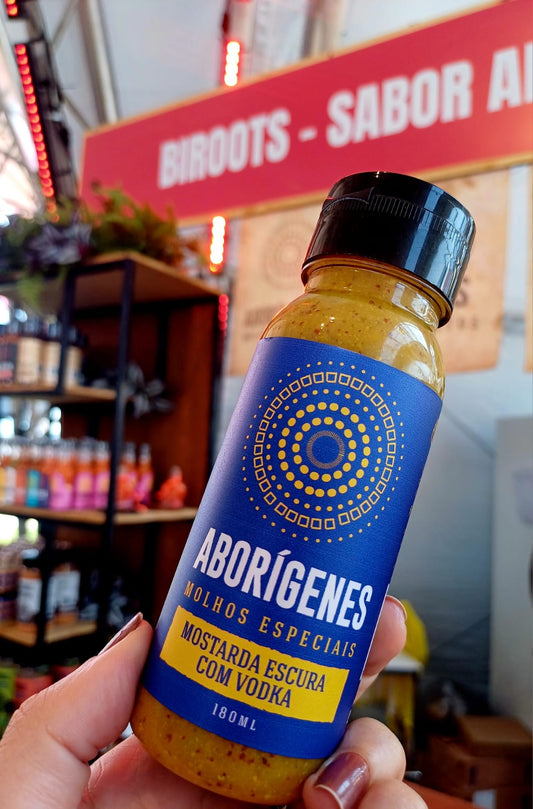 BIROOTS - SABOR
ABORÍGENES
MOLHOS ESPECIAIS
MOSTARDA ESCURA
COM VODKA
180ML